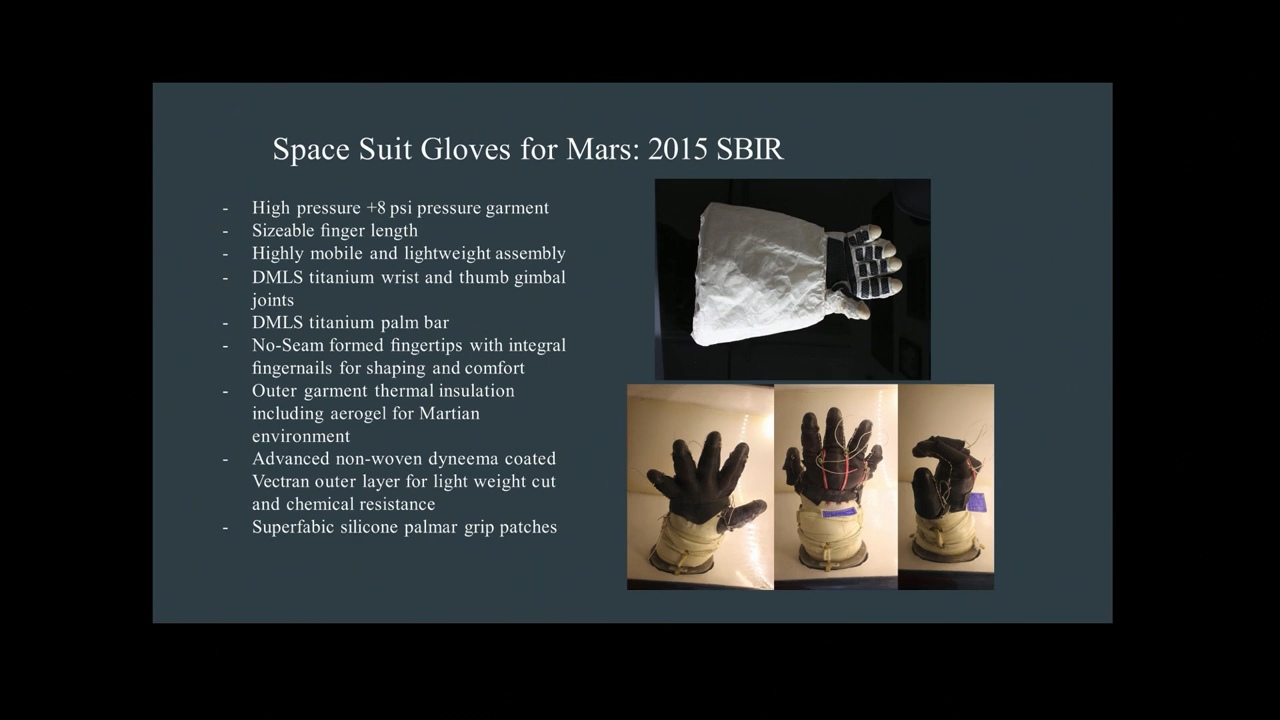 Space Suit Gloves for Mars: 2015 SBIR
- High pressure +8 psi pressure garment
- Sizeable finger length
- Highly mobile and lightweight assembly
- DMLS titanium wrist and thumb gimbal
joints
- DMLS titanium palm bar
- No-Seam formed fingertips with integral
fingernails for shaping and comfort
- Outer garment thermal insulation
including aerogel for Martian
environment
- Advanced non-woven dyneema coated
Vectran outer layer for light weight cut
and chemical resistance
- Superfabic silicone palmar grip patches